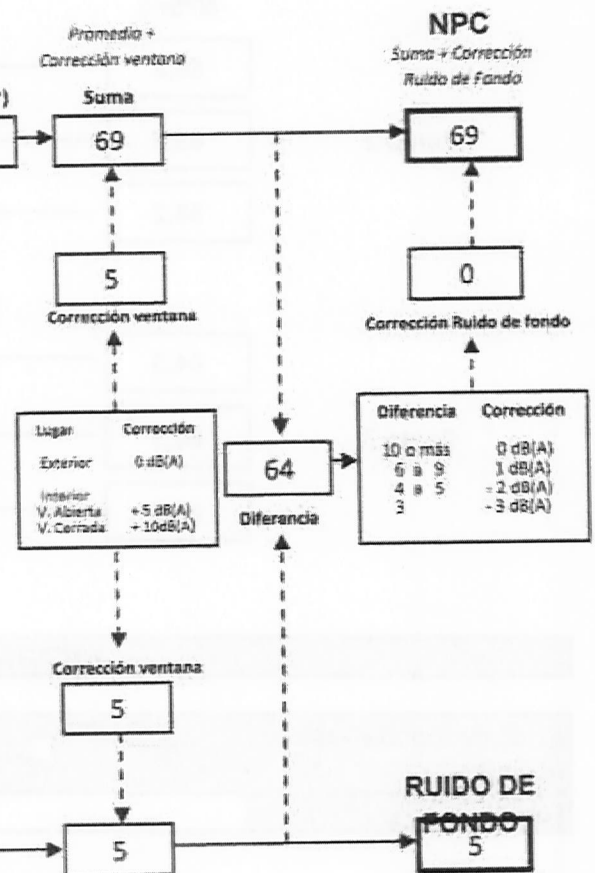 Promedio +
Corrección ventana
Suma
69
NPC
Suma + Corrección
Ruido de Fondo
69
5
Corrección ventana
0
Corrección Ruido de fondo
Lugar Corrección
Exterior 0 dB(A)
Interior
V. Abierta +5 dB(A)
V. Cerrada +10dB(A)
64
Diferencia
Diferencia Corrección
10 o más 0 dB(A)
6 a 9 1 dB(A)
4 a 5 - 2 dB(A)
3 - 3 dB(A)
Corrección ventana
5
5
RUIDO DE
FONDO
5